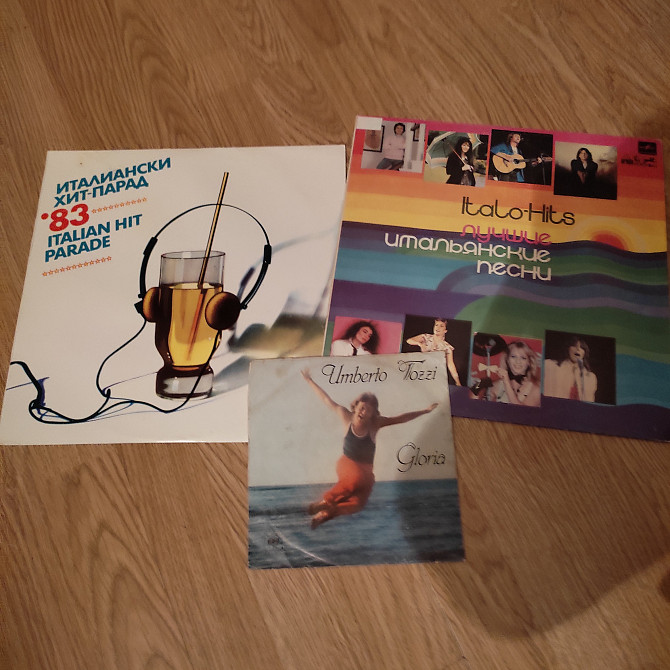 ИТАЛИАНСКИ
ХИТ-ПАРАД
'83
ITALIAN HIT
PARADE
Italo-Hits
лучшие
итальянские
песни
Umberto Tozzi
Gloria